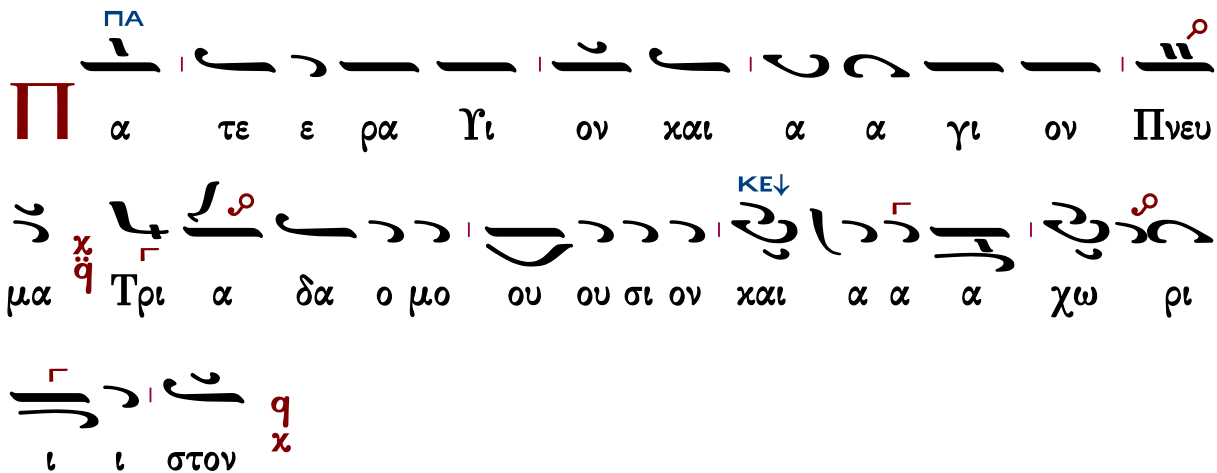 ΠΑ
Πα τε ε ρα Υι ον και α α γι ον Πνευ
ΚΕ
μα χ q Τρι α δα ο μο ου ου σι ον και α α α χω ρι
ι ι στον q χ